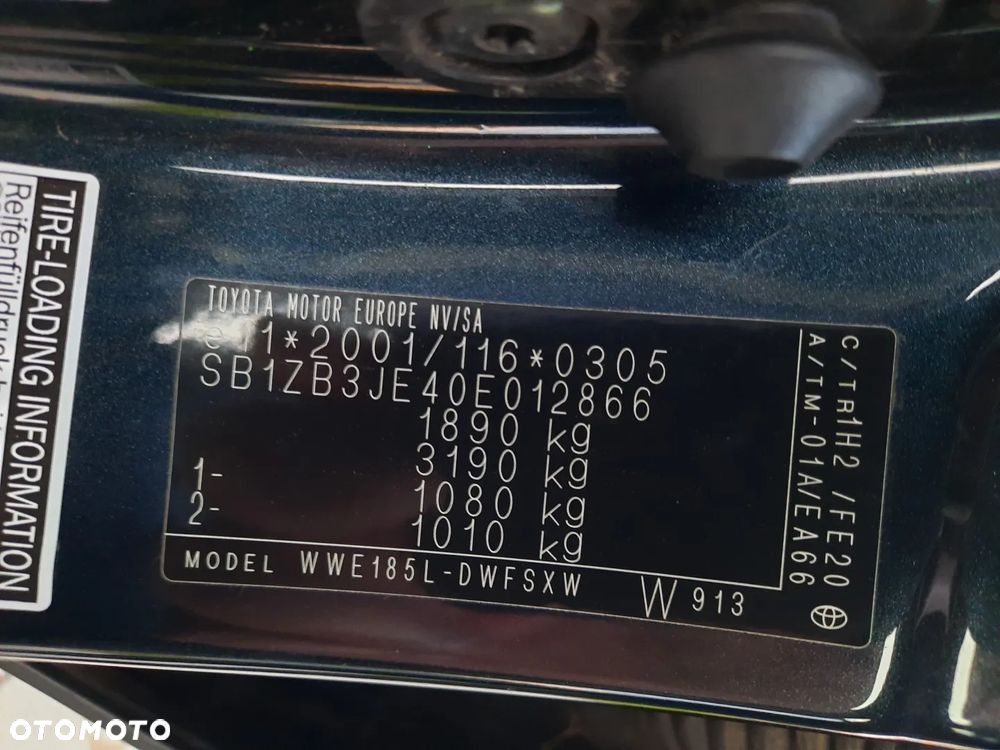 TIRE-LOADING INFORMATION
TOYOTA MOTOR EUROPE NV/SA
e11*2001/116*0305
SB1ZB3JE40E012866
1890 kg
3190 kg
1- 1080 kg
2- 1010 kg
MODEL WWE185L-DWFSXW W 913
C/TR1H2 /FE20
A/TM-01A/EA66
OTOMOTO